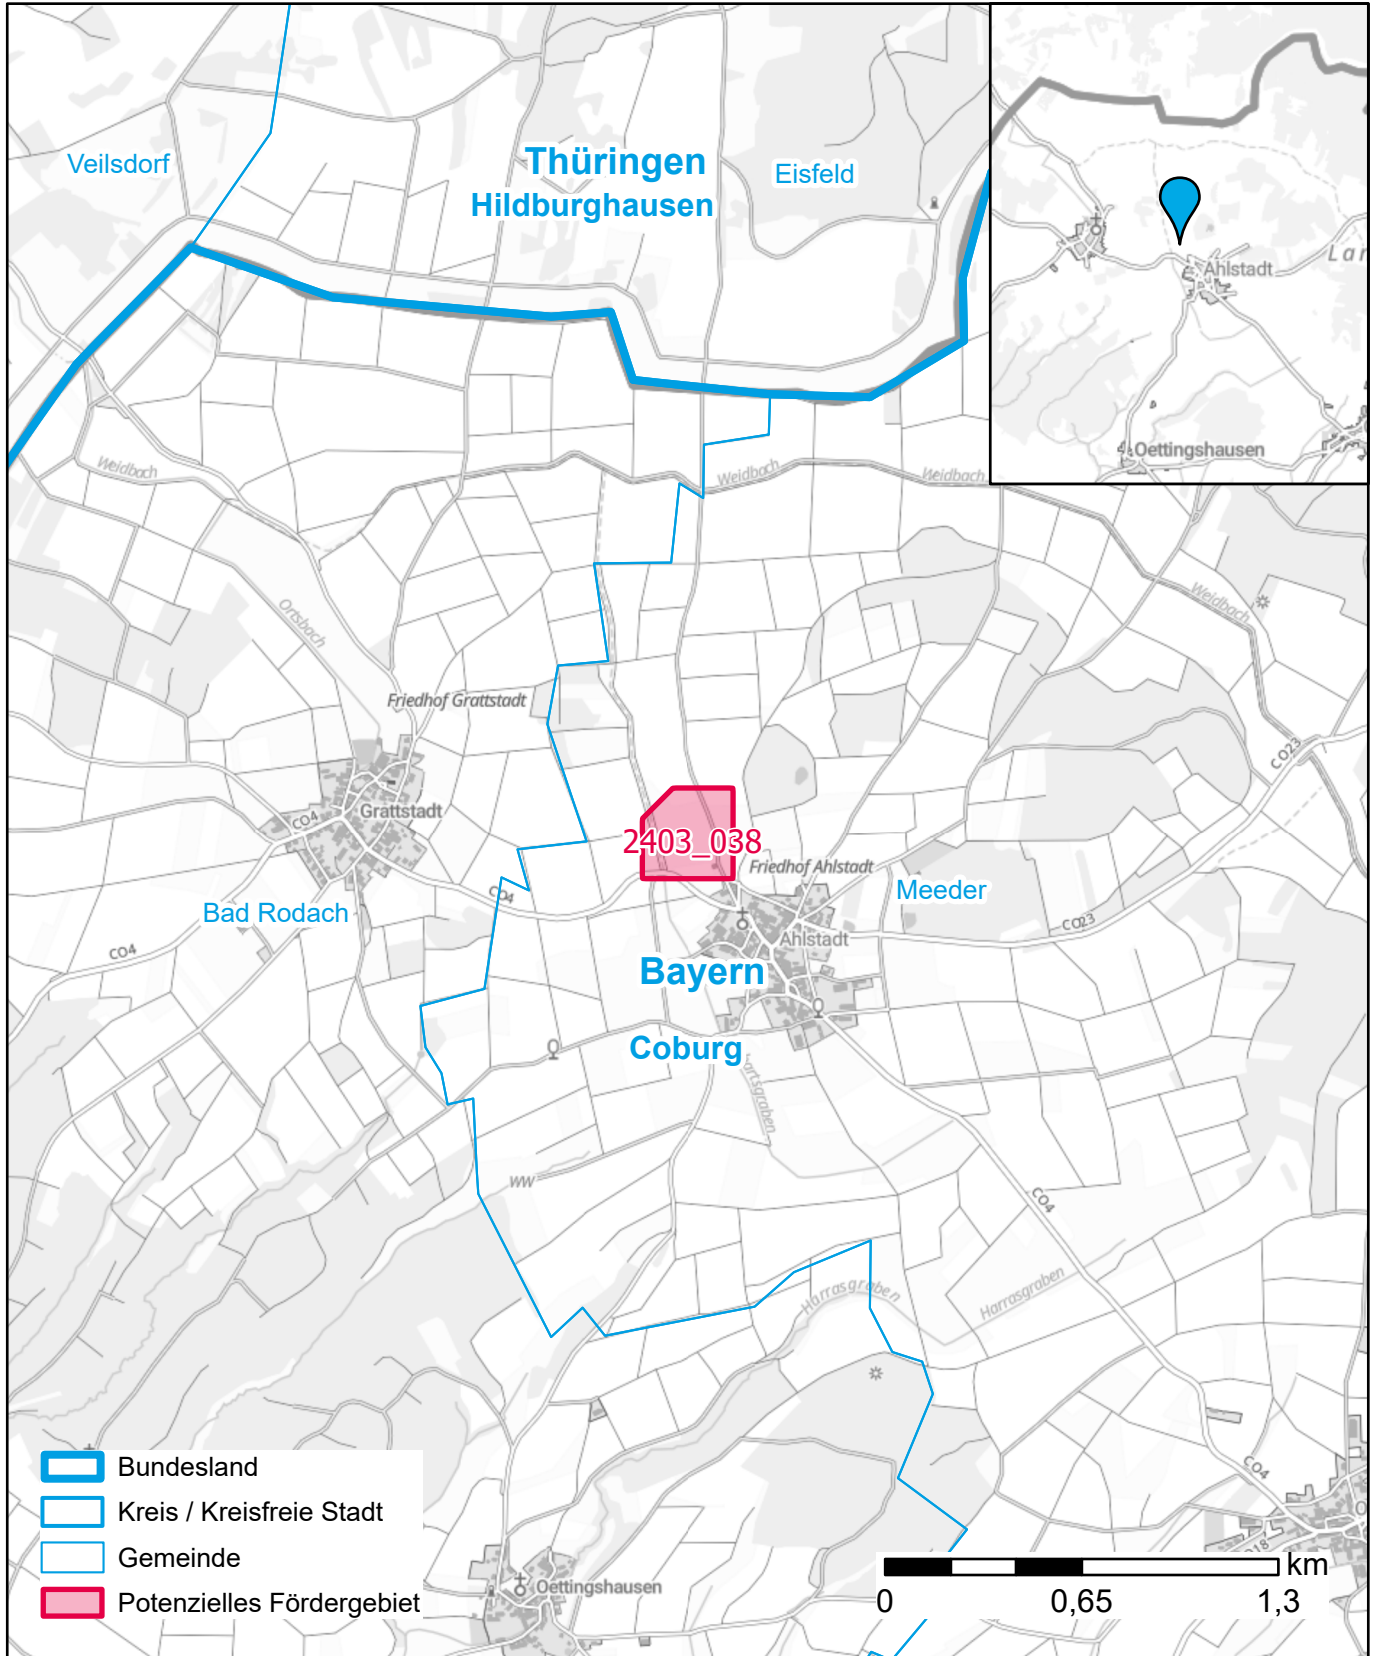 Veilsdorf
Thüringen
Hildburghausen
Eisfeld
Ahlstadt
Oettingshausen
Weidbach
Weidbach
Weidbach
Weidbach
Ortsbach
Friedhof Grattstadt
CO23
Grattstadt
CO4
2403_038
Friedhof Ahlstadt
Meeder
CO4
Bad Rodach
CO4
CO23
Ahlstadt
Bayern
Coburg
WW
CO4
Harrasgraben
Harrasgraben
CO4
Oettingshausen
Bundesland
Kreis / Kreisfreie Stadt
Gemeinde
Potenzielles Fördergebiet
km
0 0,65 1,3